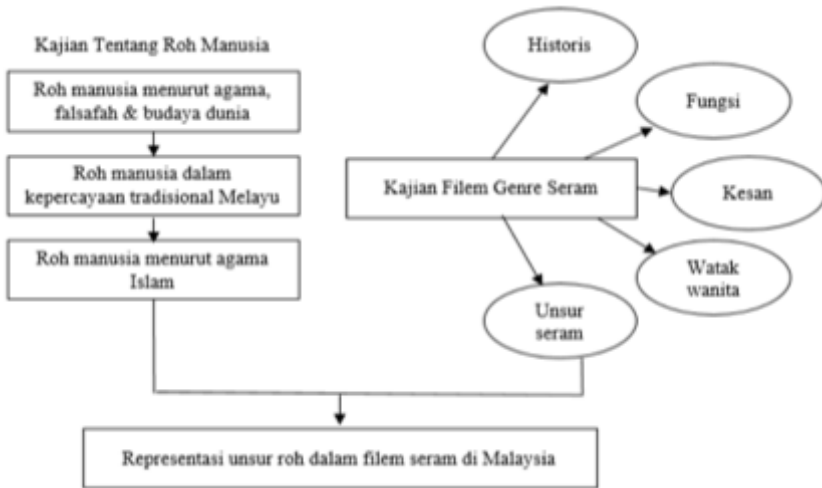 Kajian Tentang Roh Manusia
Roh manusia menurut agama,
falsafah & budaya dunia
Roh manusia dalam
kepercayaan tradisional Melayu
Roh manusia menurut agama
Islam
Historis
Fungsi
Kajian Filem Genre Seram
Kesan
Watak
wanita
Unsur
seram
Representasi unsur roh dalam filem seram di Malaysia